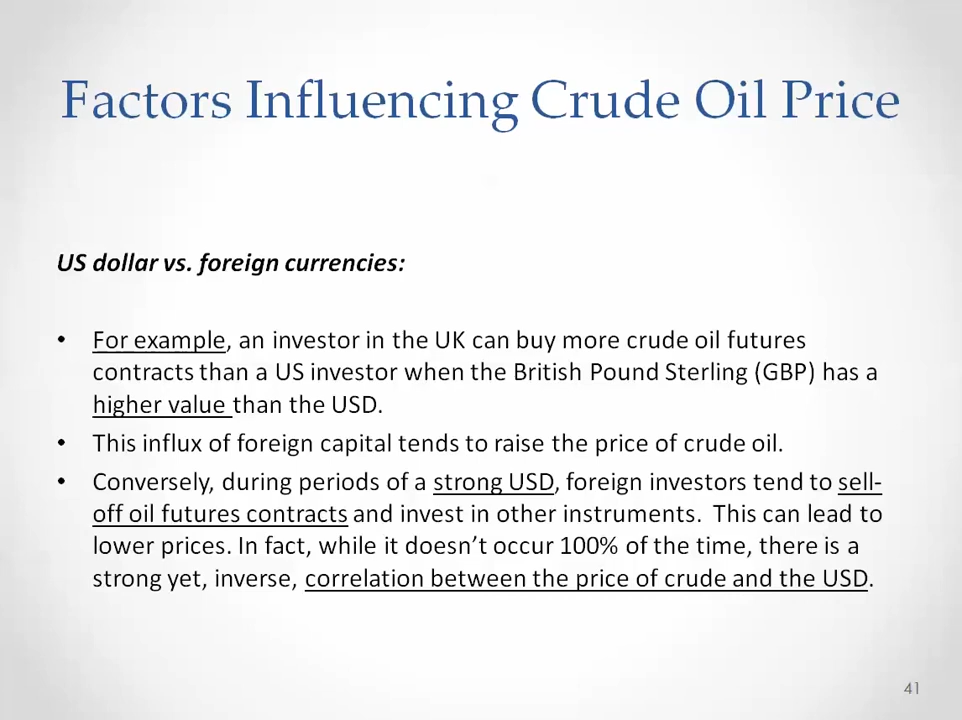 Factors Influencing Crude Oil Price
US dollar vs. foreign currencies:
• For example, an investor in the UK can buy more crude oil futures
contracts than a US investor when the British Pound Sterling (GBP) has a
higher value than the USD.
• This influx of foreign capital tends to raise the price of crude oil.
• Conversely, during periods of a strong USD, foreign investors tend to sell-
off oil futures contracts and invest in other instruments.  This can lead to
lower prices. In fact, while it doesn't occur 100% of the time, there is a
strong yet, inverse, correlation between the price of crude and the USD.
41